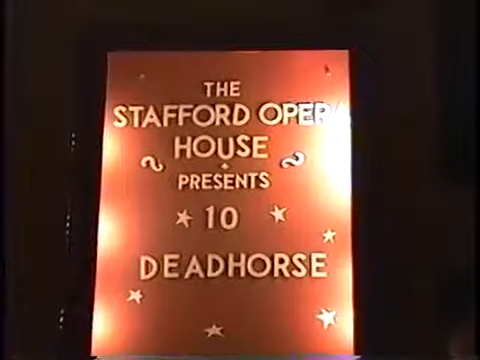 THE
STAFFORD OPERA
HOUSE
PRESENTS
10
DEADHORSE